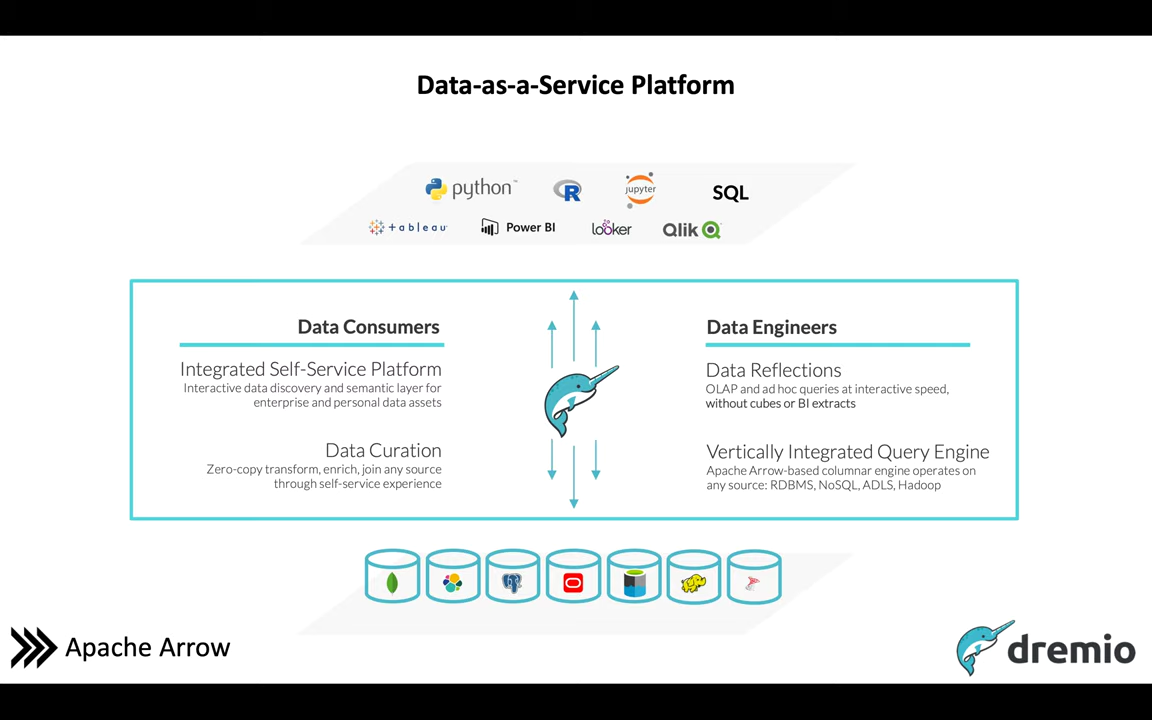 Data-as-a-Service Platform
python™
R
jupyter
SQL
+ a b l e a u
Power BI
looker
Qlik
Data Consumers
Integrated Self-Service Platform
Interactive data discovery and semantic layer for
enterprise and personal data assets
Data Curation
Zero-copy transform, enrich, join any source
through self-service experience
Data Engineers
Data Reflections
OLAP and ad hoc queries at interactive speed,
without cubes or BI extracts
Vertically Integrated Query Engine
Apache Arrow-based columnar engine operates on
any source: RDBMS, NoSQL, ADLS, Hadoop
Apache Arrow
dremio